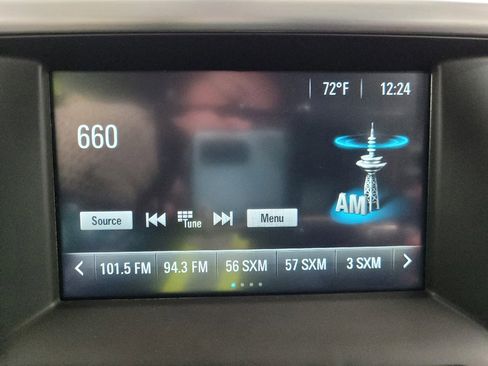 72°F 12:24
660
AM
Source Tune Menu
101.5 FM 94.3 FM 56 SXM 57 SXM 3 SXM